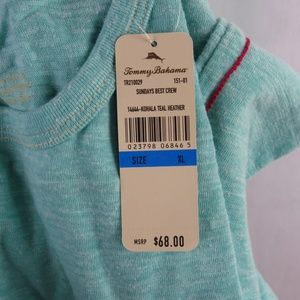 Tommy Bahama
TR210029 151-01
SUNDAYS BEST CREW
14644-KOHALA TEAL HEATHER
SIZE XL
023798 06846 5
MSRP $68.00